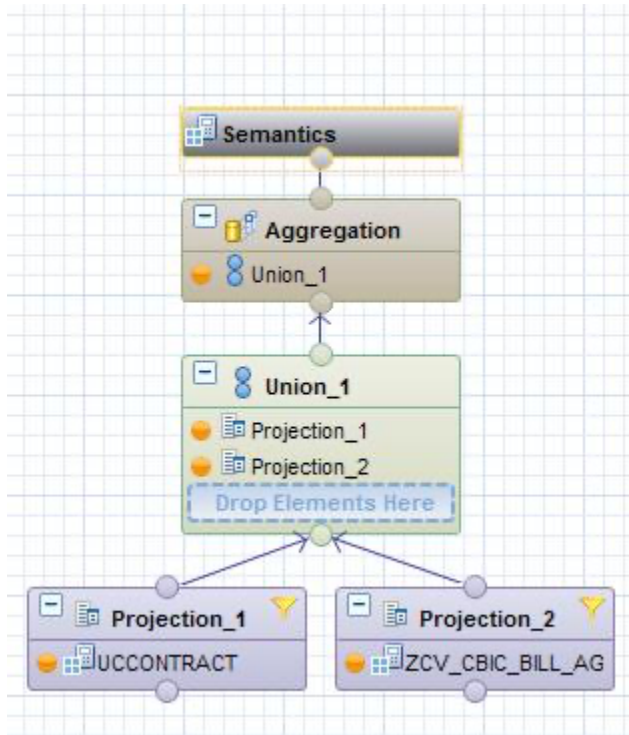 Semantics
Aggregation
Union_1
Union_1
Projection_1
Projection_2
Drop Elements Here
Projection_1
UCCONTRACT
Projection_2
ZCV_CBIC_BILL_AG